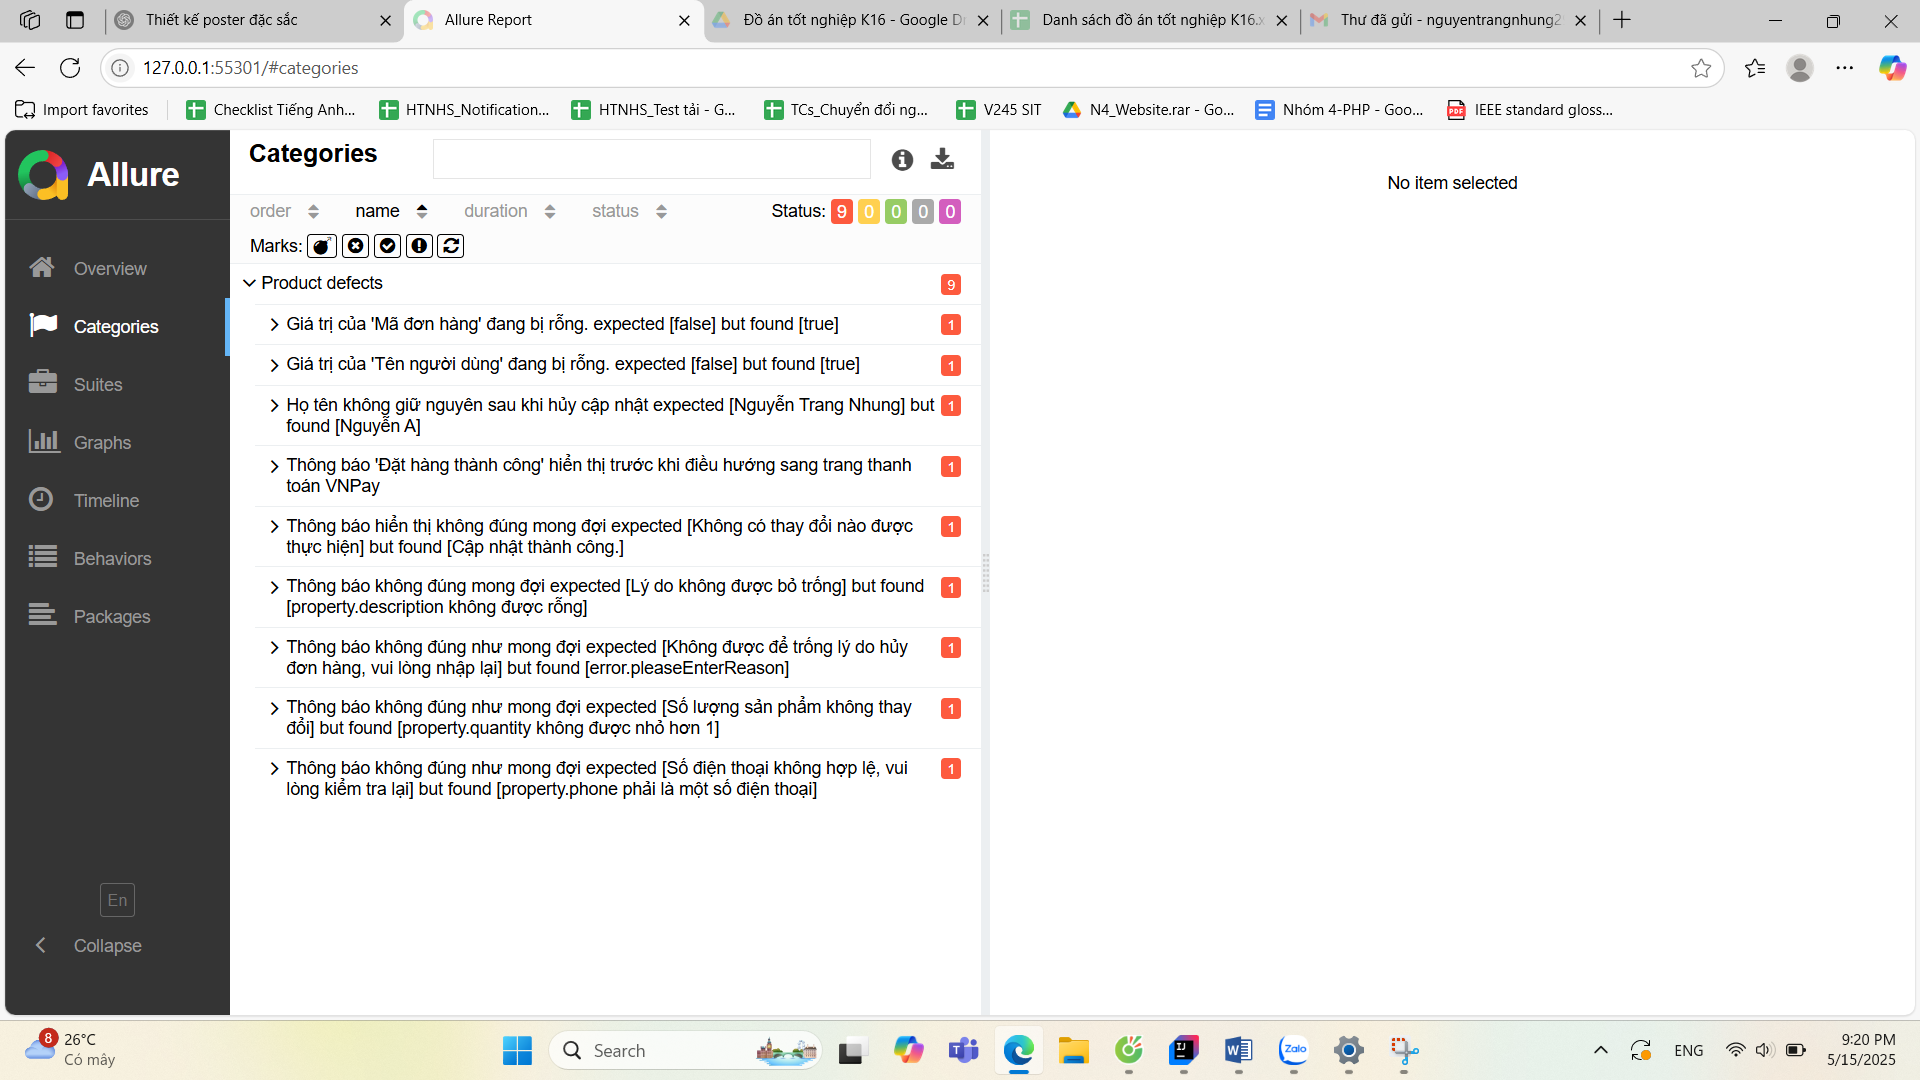 Thiết kế poster đặc sắc
Allure Report
Đồ án tốt nghiệp K16 - Google Dr
Danh sách đồ án tốt nghiệp K16.x
Thư đã gửi - nguyentrangnhung2
127.0.0.1:55301/#categories
Import favorites
Checklist Tiếng Anh...
HTNHS_Notification...
HTNHS_Test tải - G...
TCs_Chuyển đổi ng...
V245 SIT
N4_Website.rar - Go...
Nhóm 4-PHP - Goo...
IEEE standard gloss...
Allure
Overview
Categories
Suites
Graphs
Timeline
Behaviors
Packages
En
Collapse
Categories
order name duration status Status: 9 0 0 0 0
Marks:
Product defects 9
Giá trị của 'Mã đơn hàng' đang bị rỗng. expected [false] but found [true] 1
Giá trị của 'Tên người dùng' đang bị rỗng. expected [false] but found [true] 1
Họ tên không giữ nguyên sau khi hủy cập nhật expected [Nguyễn Trang Nhung] but 1
found [Nguyễn A]
Thông báo 'Đặt hàng thành công' hiển thị trước khi điều hướng sang trang thanh 1
toán VNPay
Thông báo hiển thị không đúng mong đợi expected [Không có thay đổi nào được 1
thực hiện] but found [Cập nhật thành công.]
Thông báo không đúng mong đợi expected [Lý do không được bỏ trống] but found 1
[property.description không được rỗng]
Thông báo không đúng như mong đợi expected [Không được để trống lý do hủy 1
đơn hàng, vui lòng nhập lại] but found [error.pleaseEnterReason]
Thông báo không đúng như mong đợi expected [Số lượng sản phẩm không thay 1
đổi] but found [property.quantity không được nhỏ hơn 1]
Thông báo không đúng như mong đợi expected [Số điện thoại không hợp lệ, vui 1
lòng kiểm tra lại] but found [property.phone phải là một số điện thoại]
No item selected
8
26°C
Có mây
Search
Zalo
ENG
9:20 PM
5/15/2025